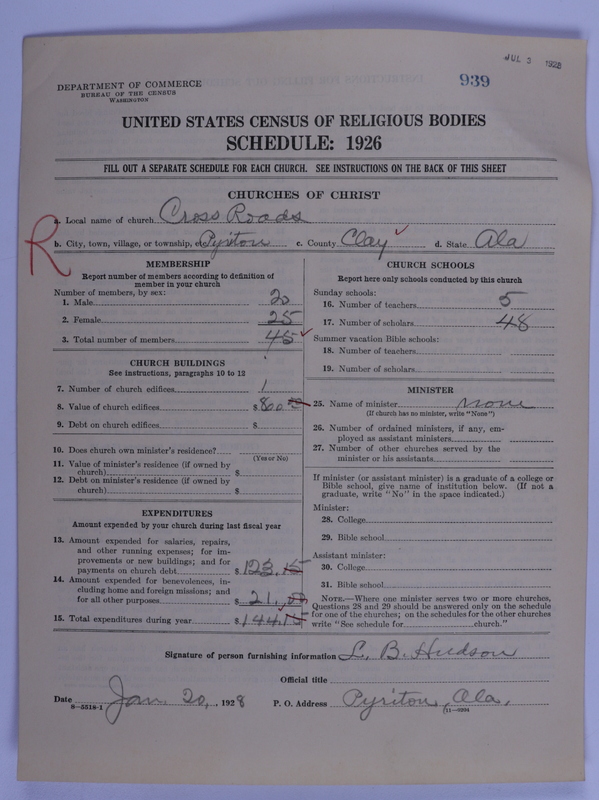 JUL 3 1928
939
DEPARTMENT OF COMMERCE
BUREAU OF THE CENSUS
WASHINGTON
UNITED STATES CENSUS OF RELIGIOUS BODIES
SCHEDULE: 1926
FILL OUT A SEPARATE SCHEDULE FOR EACH CHURCH. SEE INSTRUCTIONS ON THE BACK OF THIS SHEET
CHURCHES OF CHRIST
R
a. Local name of church Cross Roads
b. City, town, village, or township, etc. Pyriton c. County Clay d. State Ala
MEMBERSHIP
Report number of members according to definition of
member in your church
Number of members, by sex:
1. Male 20
2. Female 25
3. Total number of members 45
CHURCH BUILDINGS
See instructions, paragraphs 10 to 12
7. Number of church edifices 1
8. Value of church edifices $ 800.00
9. Debt on church edifices $
10. Does church own minister's residence?
(Yes or No)
11. Value of minister's residence (if owned by
church) $
12. Debt on minister's residence (if owned by
church) $
EXPENDITURES
Amount expended by your church during last fiscal year
13. Amount expended for salaries, repairs,
and other running expenses; for im-
provements or new buildings; and for
payments on church debt $ 123.15
14. Amount expended for benevolences, in-
cluding home and foreign missions; and
for all other purposes $ 21.00
15. Total expenditures during year $ 144.15
CHURCH SCHOOLS
Report here only schools conducted by this church
Sunday schools:
16. Number of teachers 5
17. Number of scholars 48
Summer vacation Bible schools:
18. Number of teachers
19. Number of scholars
MINISTER
25. Name of minister none
(If church has no minister, write "None")
26. Number of ordained ministers, if any, em-
ployed as assistant ministers
27. Number of other churches served by the
minister or his assistants
If minister (or assistant minister) is a graduate of a college or
Bible school, give name of institution below. (If not a
graduate, write "No" in the space indicated.)
Minister:
28. College
29. Bible school
Assistant minister:
30. College
31. Bible school
NOTE.—Where one minister serves two or more churches,
Questions 28 and 29 should be answered only on the schedule
for one of the churches; on the schedules for the other churches
write "See schedule for church."
Signature of person furnishing information L. B. Hudson
Official title
Date Jan. 20, 1928 P. O. Address Pyriton, Ala,
8—5518-1 11—9394